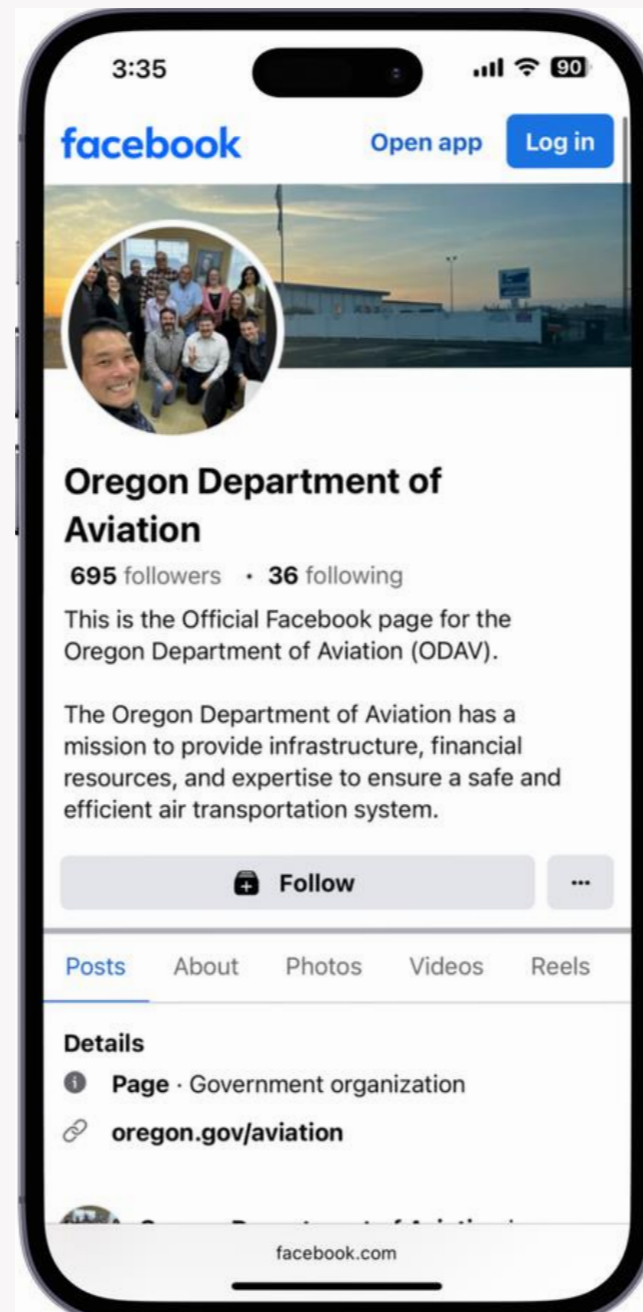 3:35
90
facebook
Open app
Log in
Oregon Department of
Aviation
695 followers · 36 following
This is the Official Facebook page for the
Oregon Department of Aviation (ODAV).
The Oregon Department of Aviation has a
mission to provide infrastructure, financial
resources, and expertise to ensure a safe and
efficient air transportation system.
Follow
Posts
About
Photos
Videos
Reels
Details
Page · Government organization
oregon.gov/aviation
facebook.com